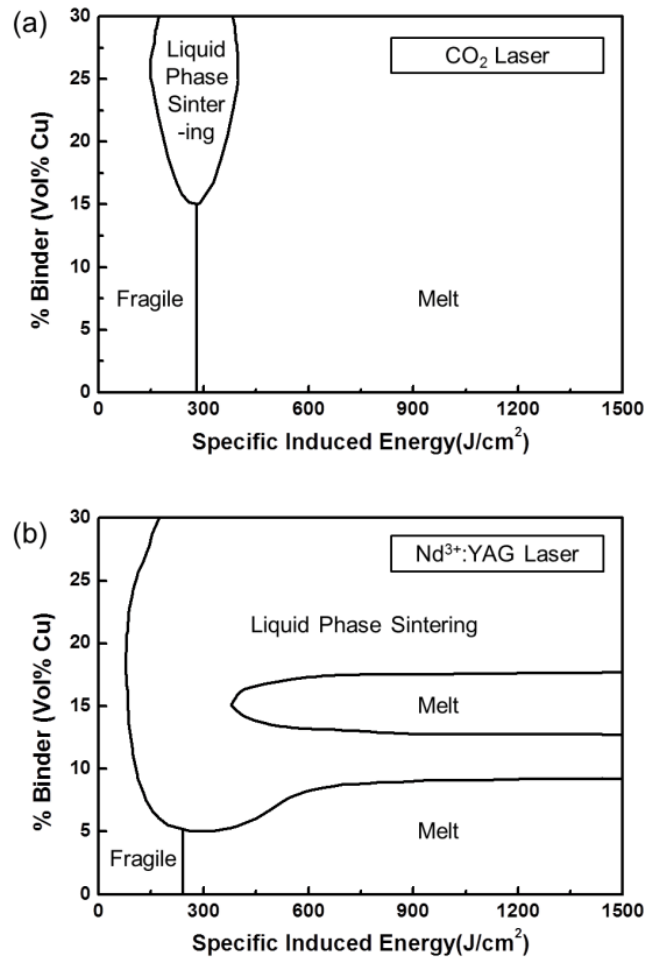 (a)
30
25
20
15
10
5
0
% Binder (Vol% Cu)
Liquid
Phase
Sinter
-ing
CO₂ Laser
Fragile
Melt
0 300 600 900 1200 1500
Specific Induced Energy(J/cm²)
(b)
30
25
20
15
10
5
0
% Binder (Vol% Cu)
Nd³⁺:YAG Laser
Liquid Phase Sintering
Melt
Melt
Fragile
0 300 600 900 1200 1500
Specific Induced Energy(J/cm²)